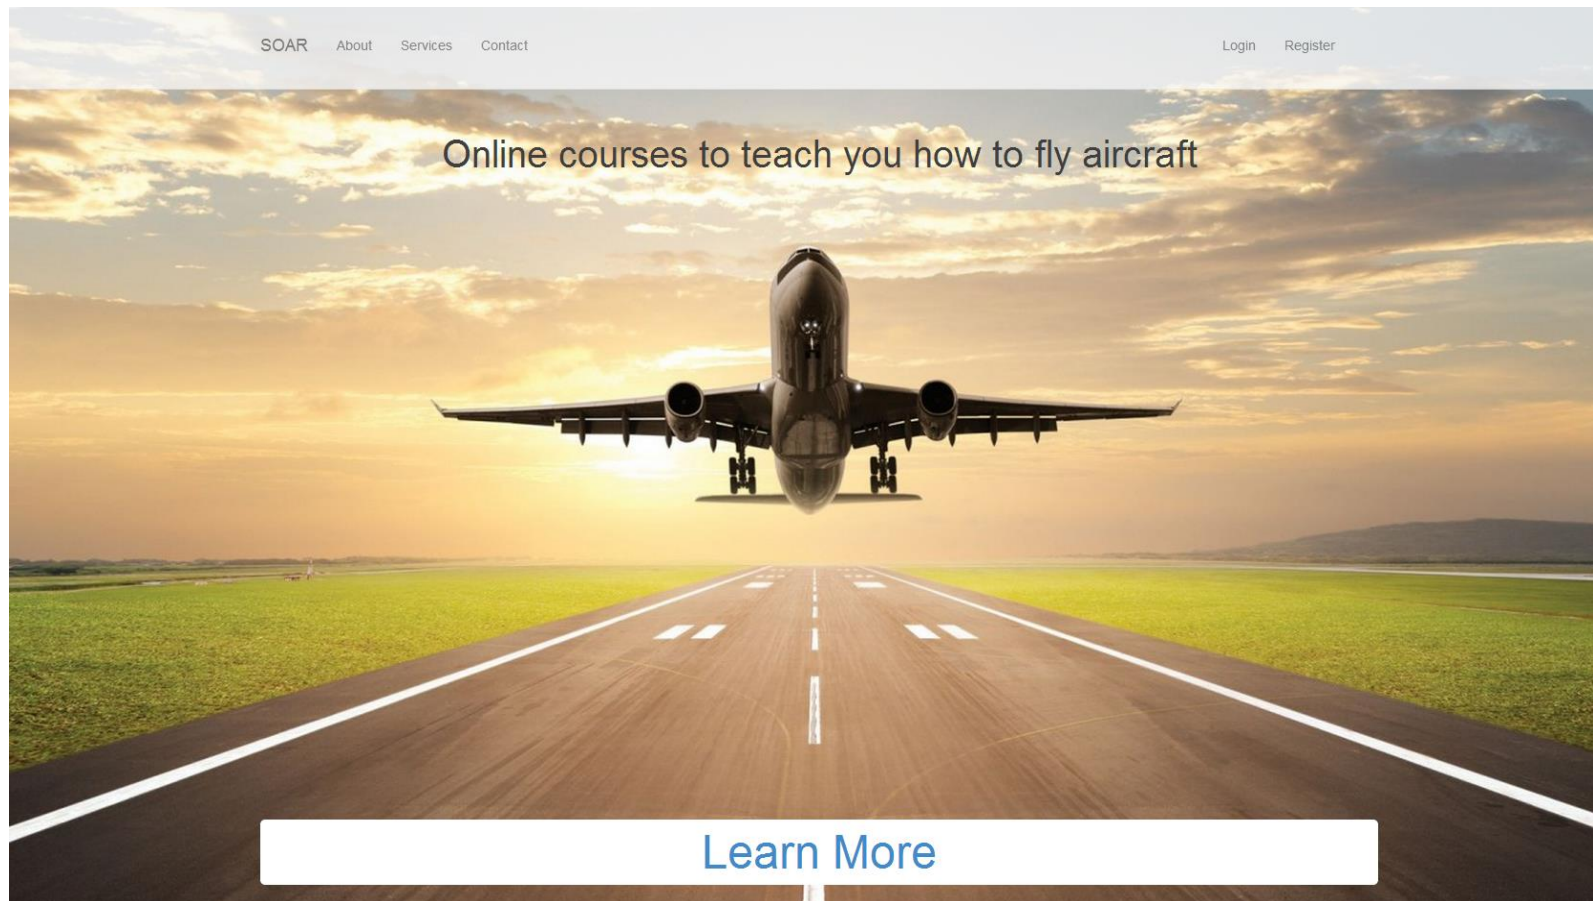 SOAR About Services Contact Login Register
Online courses to teach you how to fly aircraft
Learn More